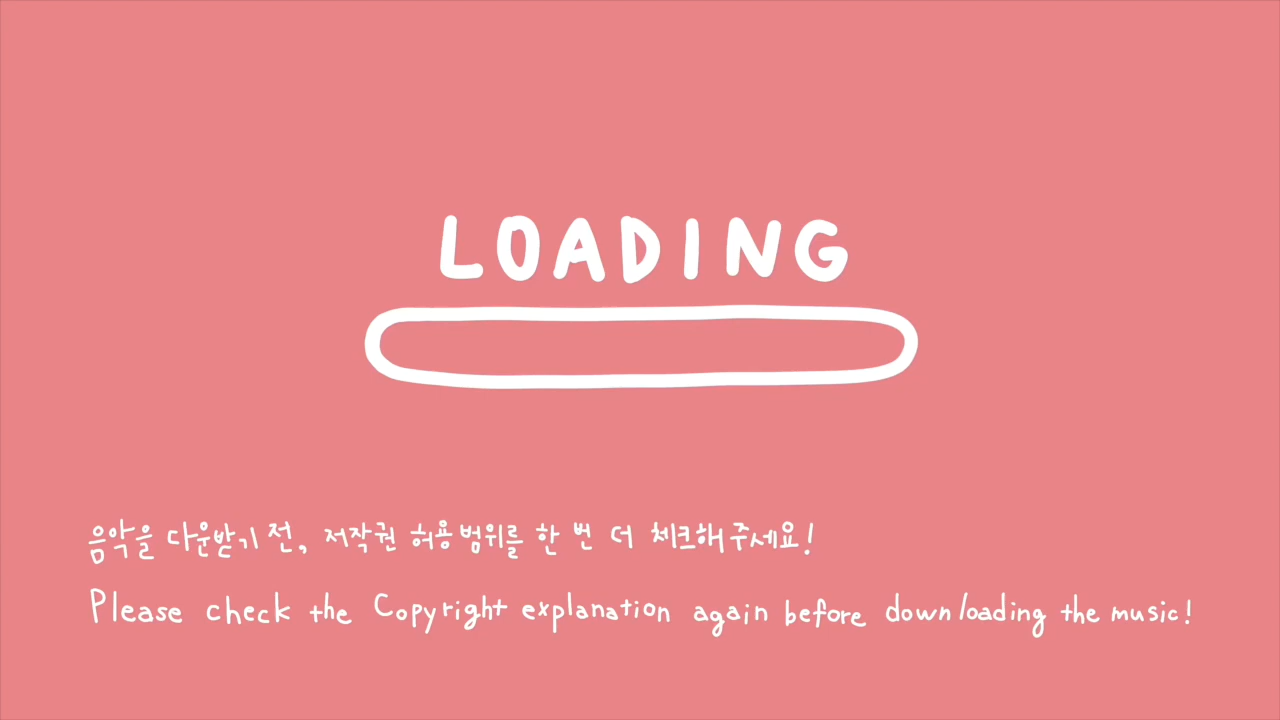 LOADING
음악을 다운받기 전, 저작권 허용범위를 한 번 더 체크해주세요!
Please check the Copyright explanation again before downloading the music!